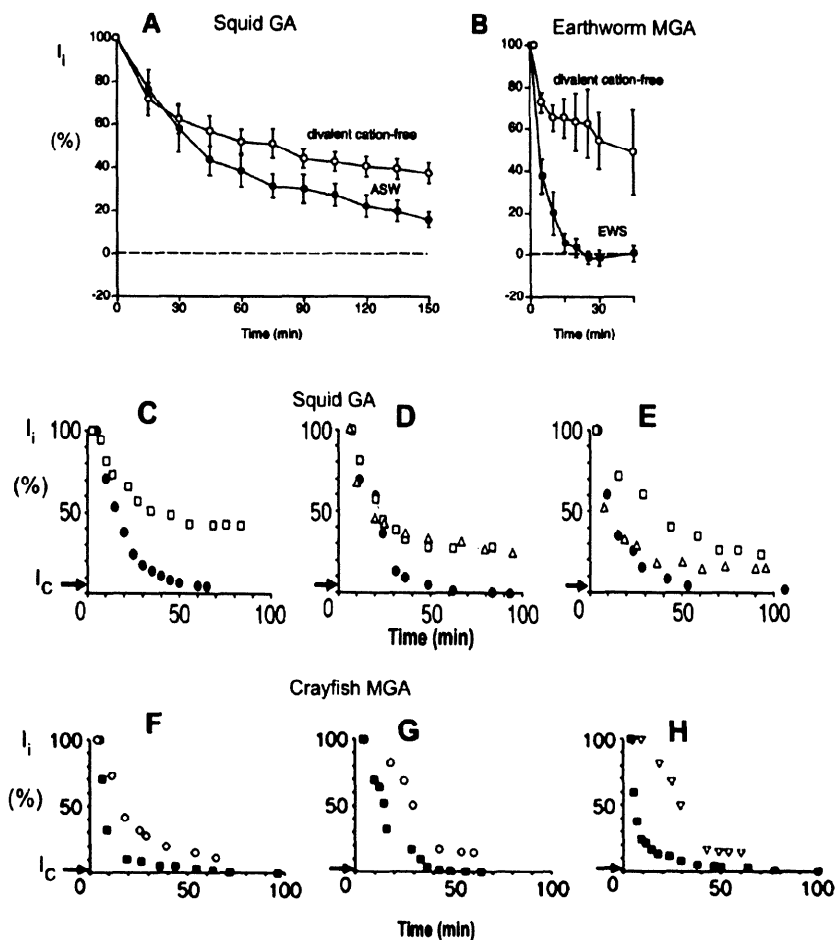 A Squid GA
B Earthworm MGA
I i
(%)
100
80
60
40
20
0
-20
divalent cation-free
ASW
0 30 60 90 120 150
Time (min)
100
80
60
40
20
0
-20
divalent cation-free
EWS
0 30
Time (min)
Squid GA
C D E
I i
(%)
I C
100
50
0 50 100
100
50
0 50 100
100
50
0 50 100
Time (min)
Crayfish MGA
F G H
I i
(%)
I C
100
50
0 50 100
100
50
0 50 100
100
50
0 50 100
Time (min)